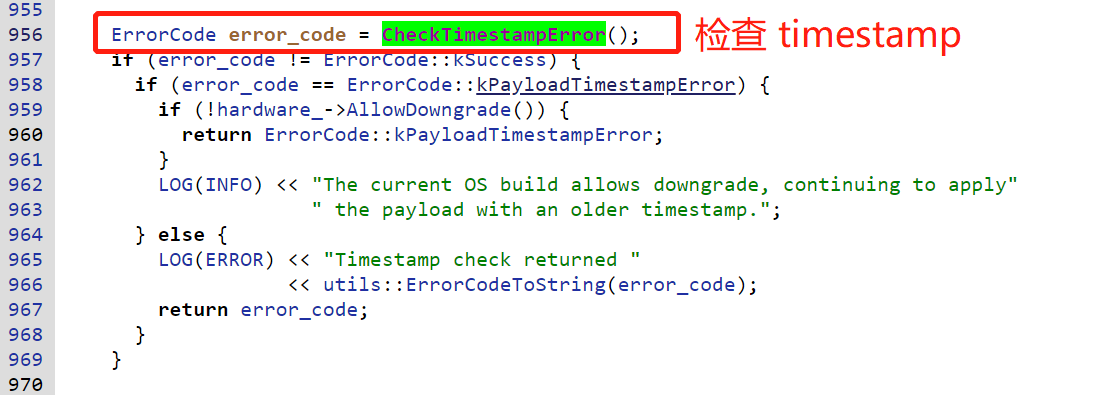 955
956 ErrorCode error_code = CheckTimestampError(); 检查 timestamp
957 if (error_code != ErrorCode::kSuccess) {
958 if (error_code == ErrorCode::kPayloadTimestampError) {
959 if (!hardware_->AllowDowngrade()) {
960 return ErrorCode::kPayloadTimestampError;
961 }
962 LOG(INFO) << "The current OS build allows downgrade, continuing to apply"
963 " the payload with an older timestamp.";
964 } else {
965 LOG(ERROR) << "Timestamp check returned "
966 << utils::ErrorCodeToString(error_code);
967 return error_code;
968 }
969 }
970